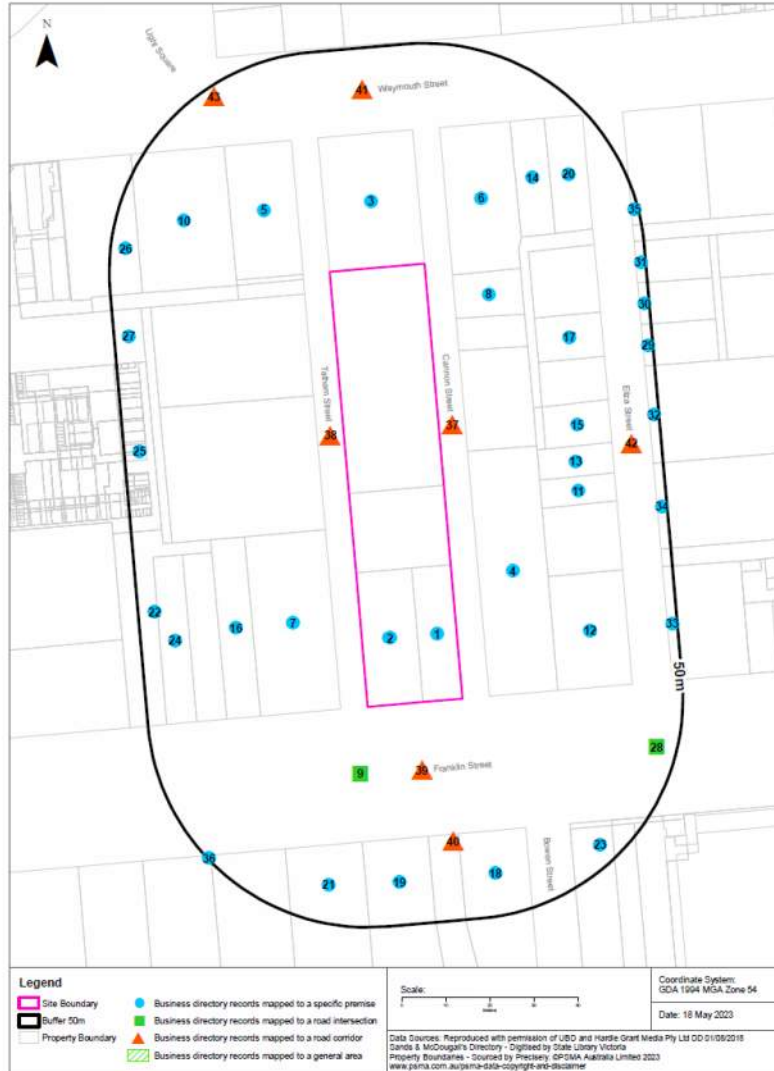 N
Light Square
43
41
Weymouth Street
14
20
3
6
5
35
10
26
31
8
30
27
17
29
Tatham Street
Cannon Street
Eliza Street
32
37
15
38
42
25
13
11
34
4
22
7
33
16
12
2
1
24
50m
28
9
39
Franklin Street
40
23
36
Bowen Street
18
21
19
Legend
Site Boundary
Buffer 50m
Property Boundary
Business directory records mapped to a specific premise
Business directory records mapped to a road intersection
Business directory records mapped to a road corridor
Business directory records mapped to a general area
Scale:
Coordinate System:
GDA 1994 MGA Zone 54
Date: 18 May 2023
Data Sources: Reproduced with permission of UBD and Hardie Grant Media Pty Ltd DD 01/08/2018
Sands & McDougall's Directory - Digitised by State Library Victoria
Property Boundaries - Sourced by Precisely. ©PSMA Australia Limited 2023
www.psma.com.au/psma-data-copyright-and-disclaimer